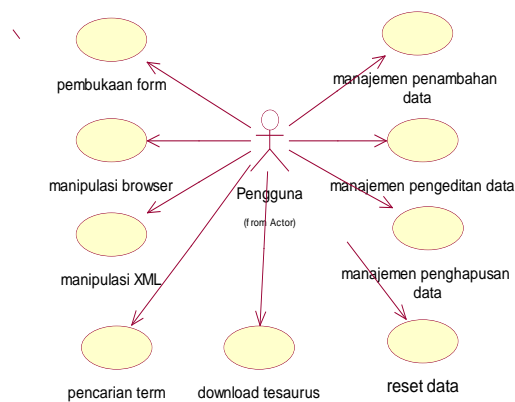 pembukaan form
manajemen penambahan
data
manipulasi browser
Pengguna
(from Actor)
manajemen pengeditan data
manipulasi XML
manajemen penghapusan
data
pencarian term
download tesaurus
reset data